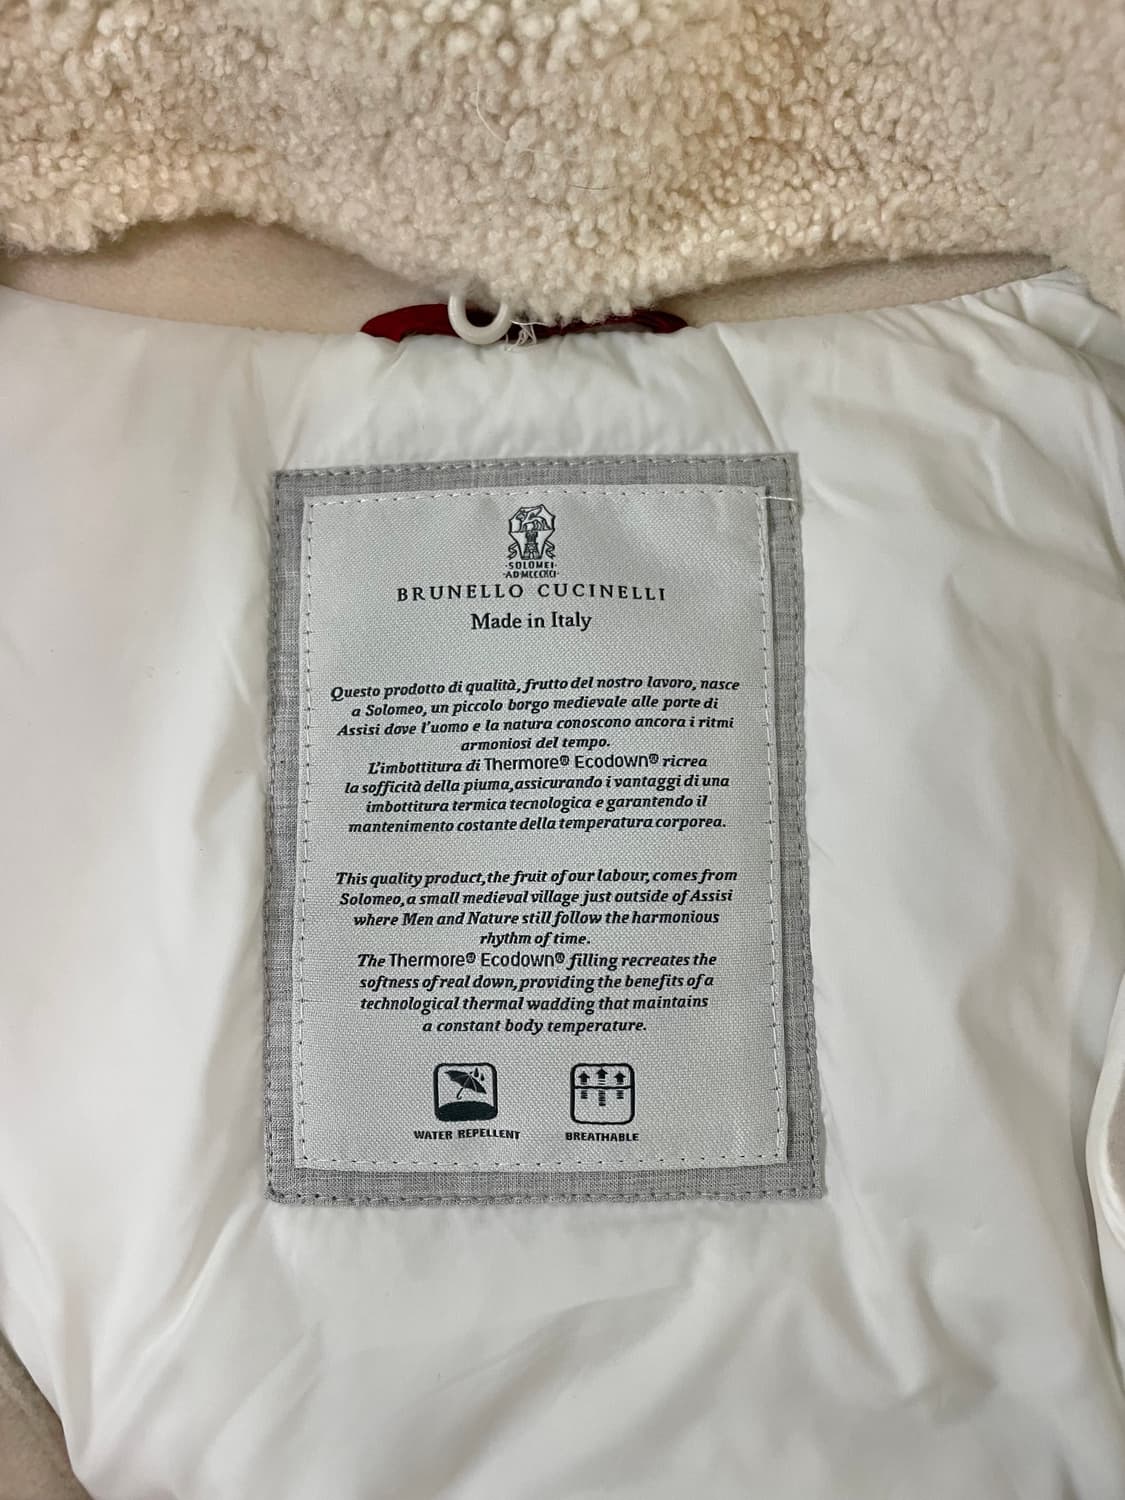 ·SOLOMEI·
·AD MCCCXCI·
BRUNELLO CUCINELLI
Made in Italy
Questo prodotto di qualità, frutto del nostro lavoro, nasce
a Solomeo, un piccolo borgo medievale alle porte di
Assisi dove l'uomo e la natura conoscono ancora i ritmi
armoniosi del tempo.
L'imbottitura di Thermore® Ecodown® ricrea
la sofficità della piuma, assicurando i vantaggi di una
imbottitura termica tecnologica e garantendo il
mantenimento costante della temperatura corporea.
This quality product, the fruit of our labour, comes from
Solomeo, a small medieval village just outside of Assisi
where Men and Nature still follow the harmonious
rhythm of time.
The Thermore® Ecodown® filling recreates the
softness of real down, providing the benefits of a
technological thermal wadding that maintains
a constant body temperature.
WATER REPELLENT
BREATHABLE